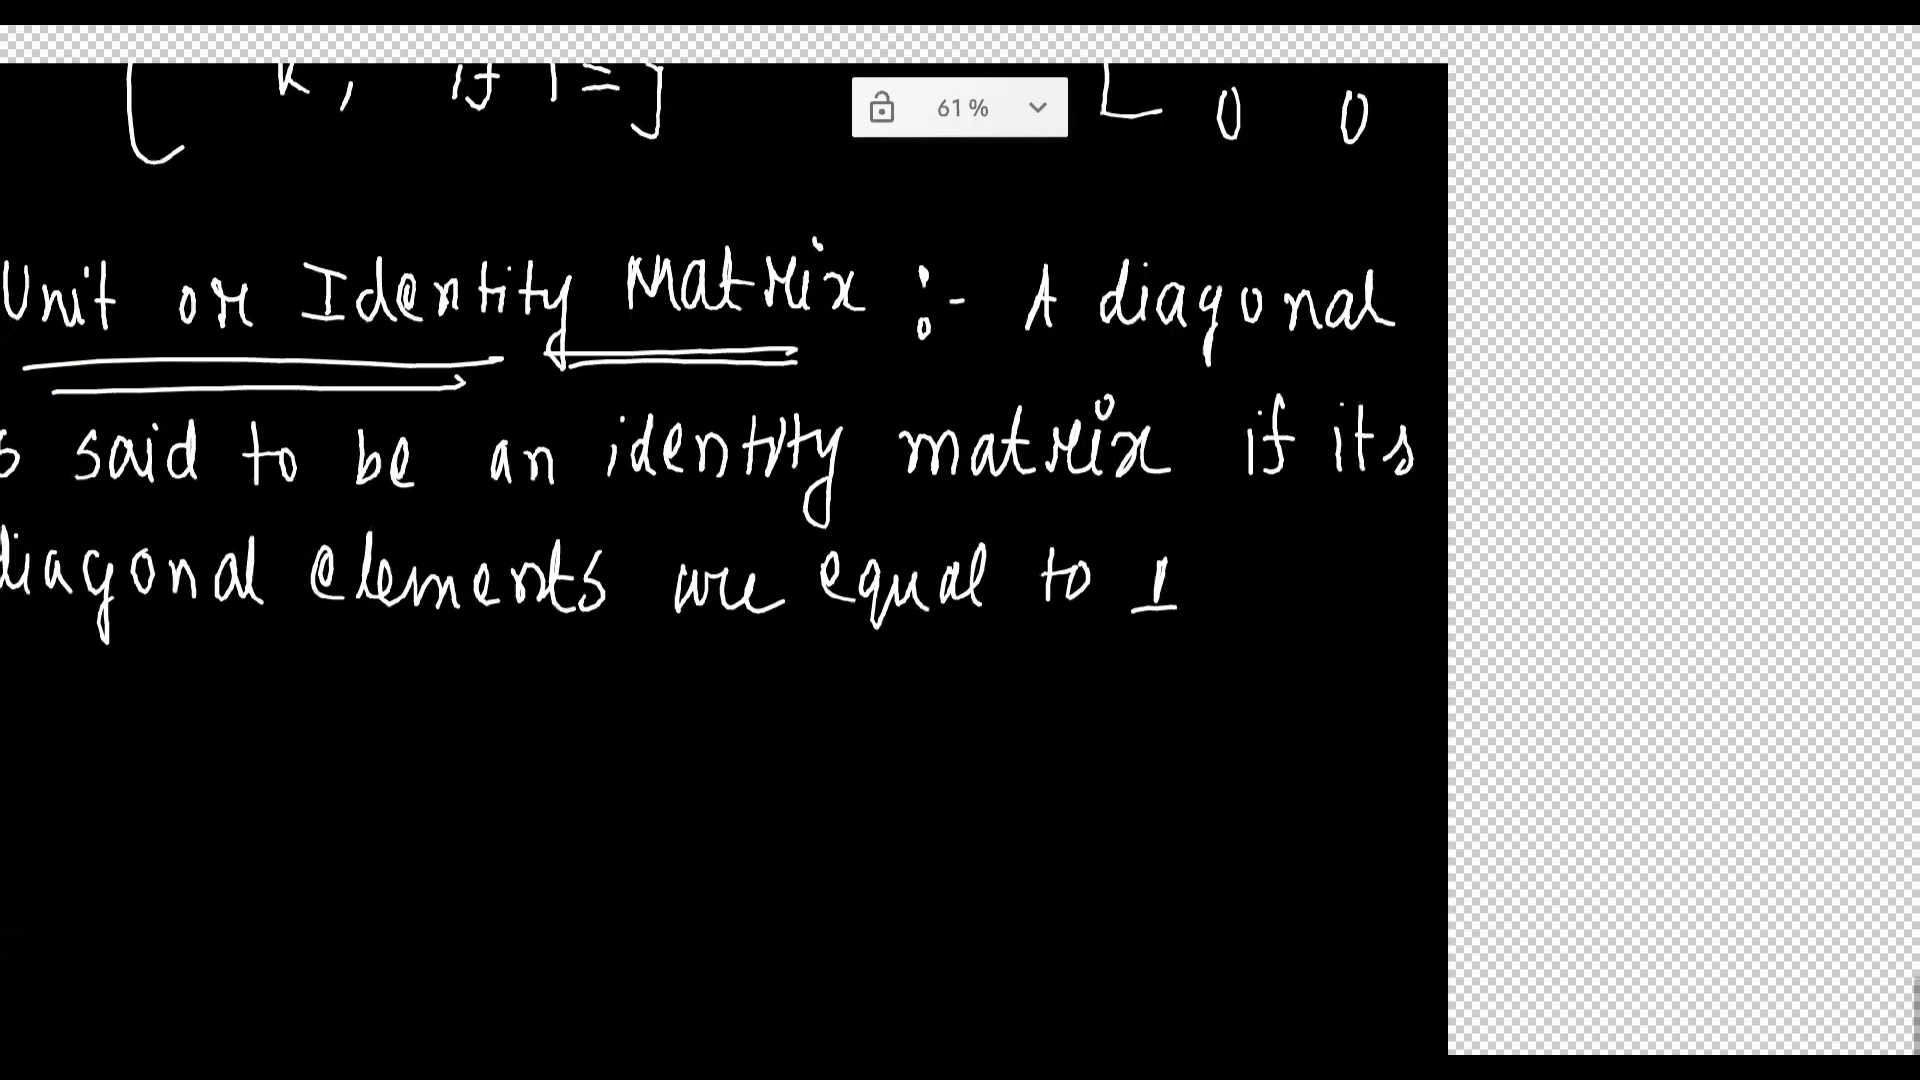 k, if i = j
61%
0 0
Unit or Identity Matrix :- A diagonal
s said to be an identity matrix if its
diagonal elements are equal to 1